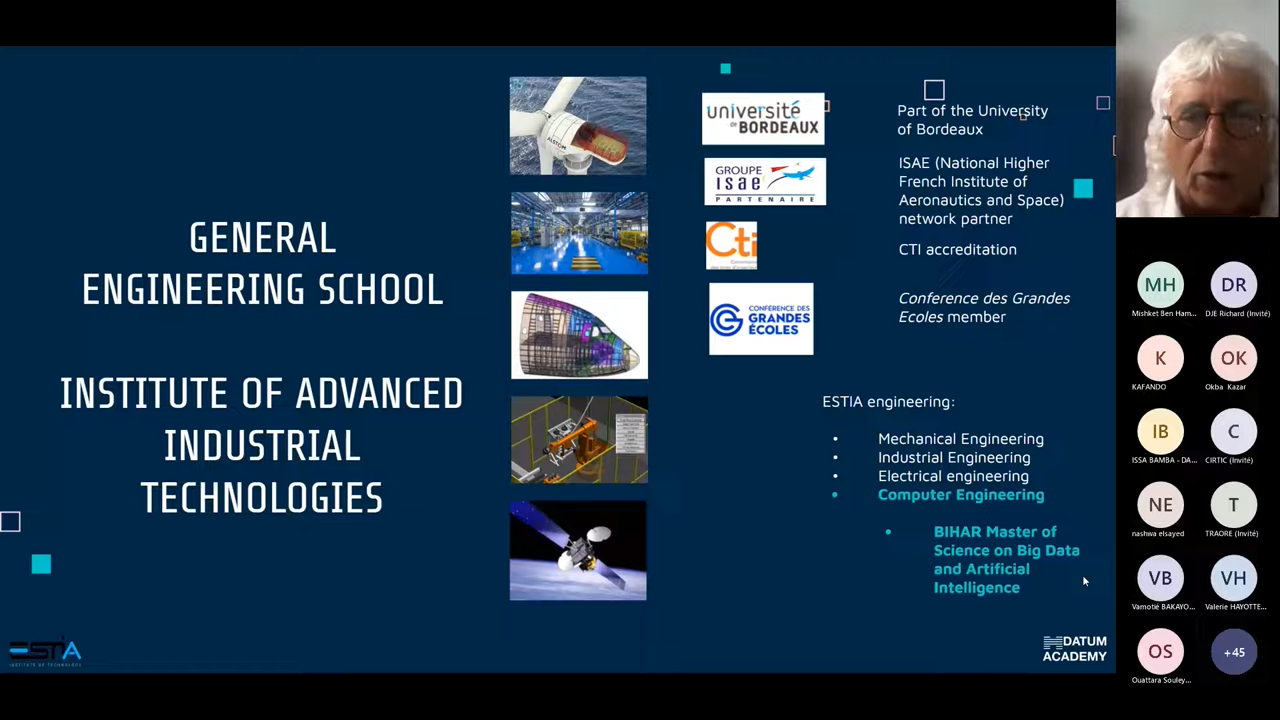 GENERAL
ENGINEERING SCHOOL
INSTITUTE OF ADVANCED
INDUSTRIAL
TECHNOLOGIES
ESTIA
INSTITUTE OF TECHNOLOGY
ALSTOM
université
de BORDEAUX
GROUPE
isae
PARTENAIRE
Cti
CONFÉRENCE DES
GRANDES
ÉCOLES
Part of the University
of Bordeaux
ISAE (National Higher
French Institute of
Aeronautics and Space)
network partner
CTI accreditation
Conference des Grandes
Ecoles member
ESTIA engineering:
• Mechanical Engineering
• Industrial Engineering
• Electrical engineering
• Computer Engineering
• BIHAR Master of
Science on Big Data
and Artificial
Intelligence
DATUM
ACADEMY
MH
Mishket Ben Ham...
DR
DJE Richard (Invité)
K
KAFANDO
OK
Okba Kazar
IB
ISSA BAMBA - DA...
C
CIRTIC (Invité)
NE
nashwa elsayed
T
TRAORE (Invité)
VB
Vamotié BAKAYO...
VH
Valerie HAYOTTE...
OS
Ouattara Souley...
+45